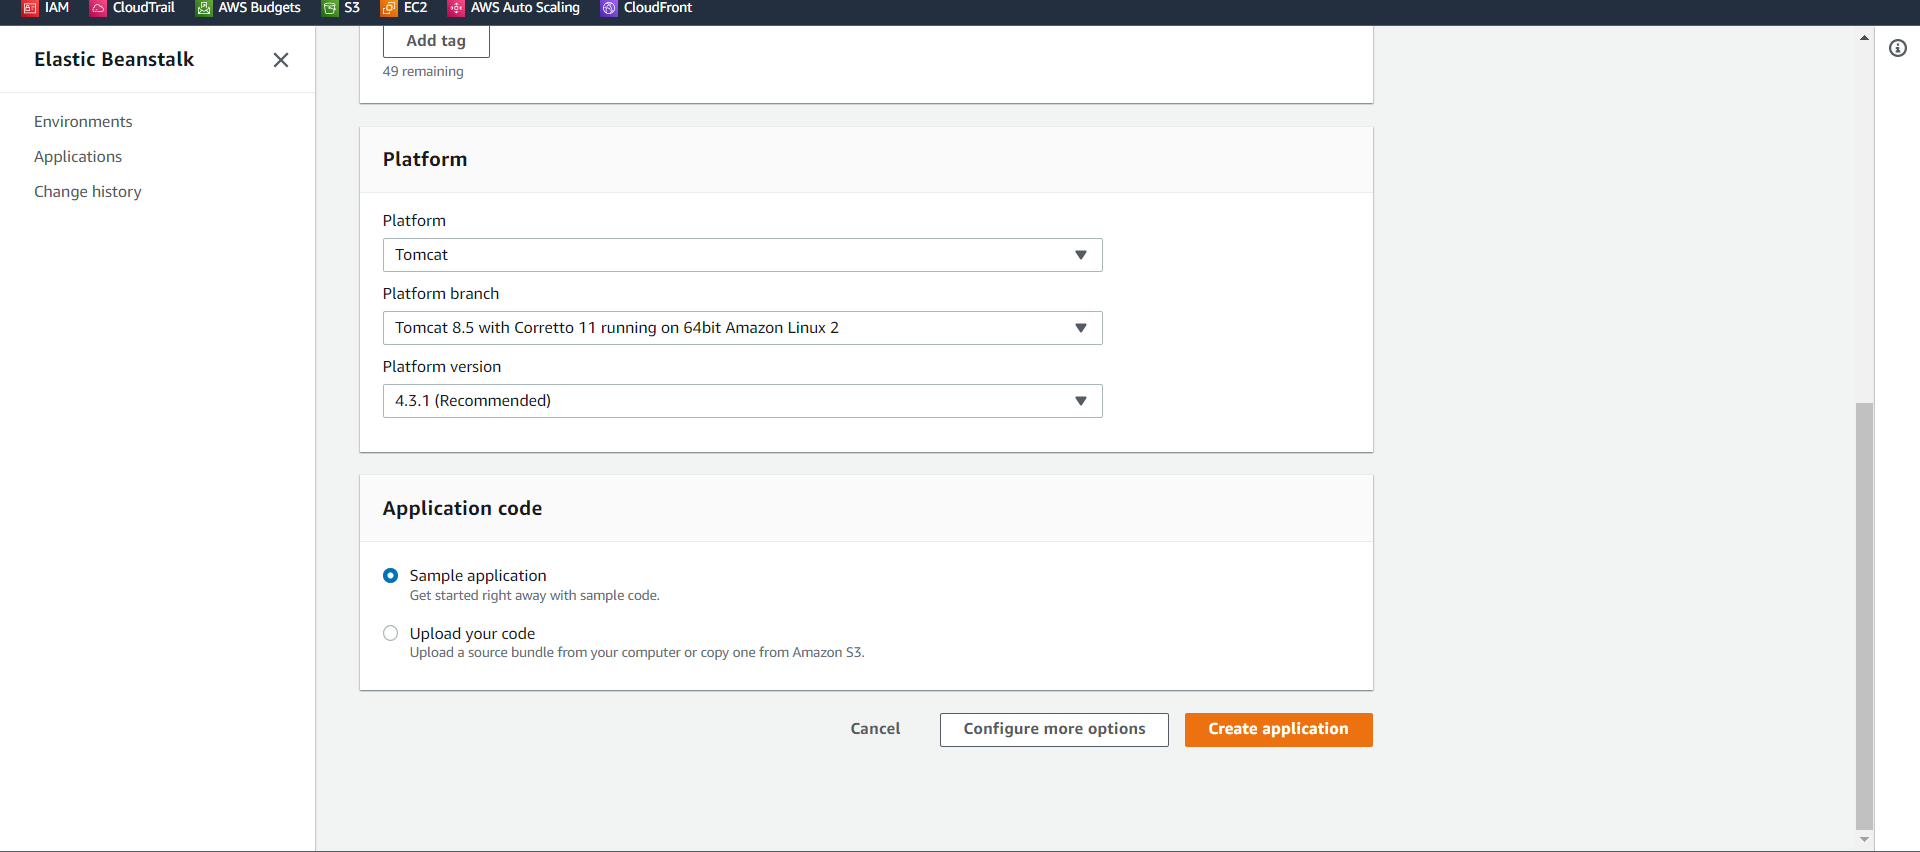 IAM CloudTrail AWS Budgets S3 EC2 AWS Auto Scaling CloudFront
Elastic Beanstalk
Environments
Applications
Change history
Add tag
49 remaining
Platform
Platform
Tomcat
Platform branch
Tomcat 8.5 with Corretto 11 running on 64bit Amazon Linux 2
Platform version
4.3.1 (Recommended)
Application code
Sample application
Get started right away with sample code.
Upload your code
Upload a source bundle from your computer or copy one from Amazon S3.
Cancel Configure more options Create application